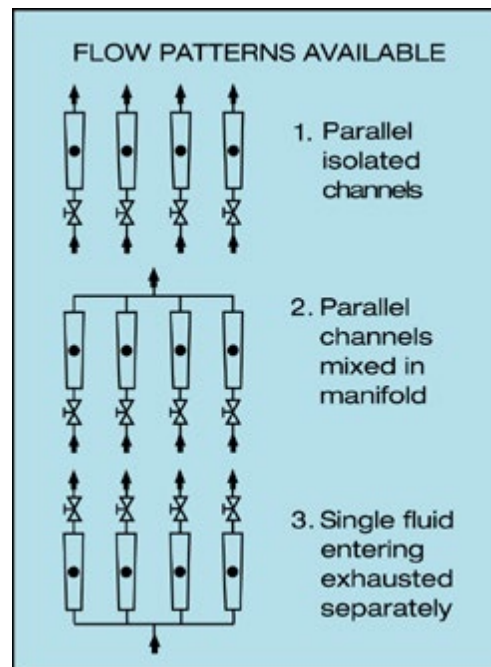 FLOW PATTERNS AVAILABLE
1. Parallel
isolated
channels
2. Parallel
channels
mixed in
manifold
3. Single fluid
entering
exhausted
separately